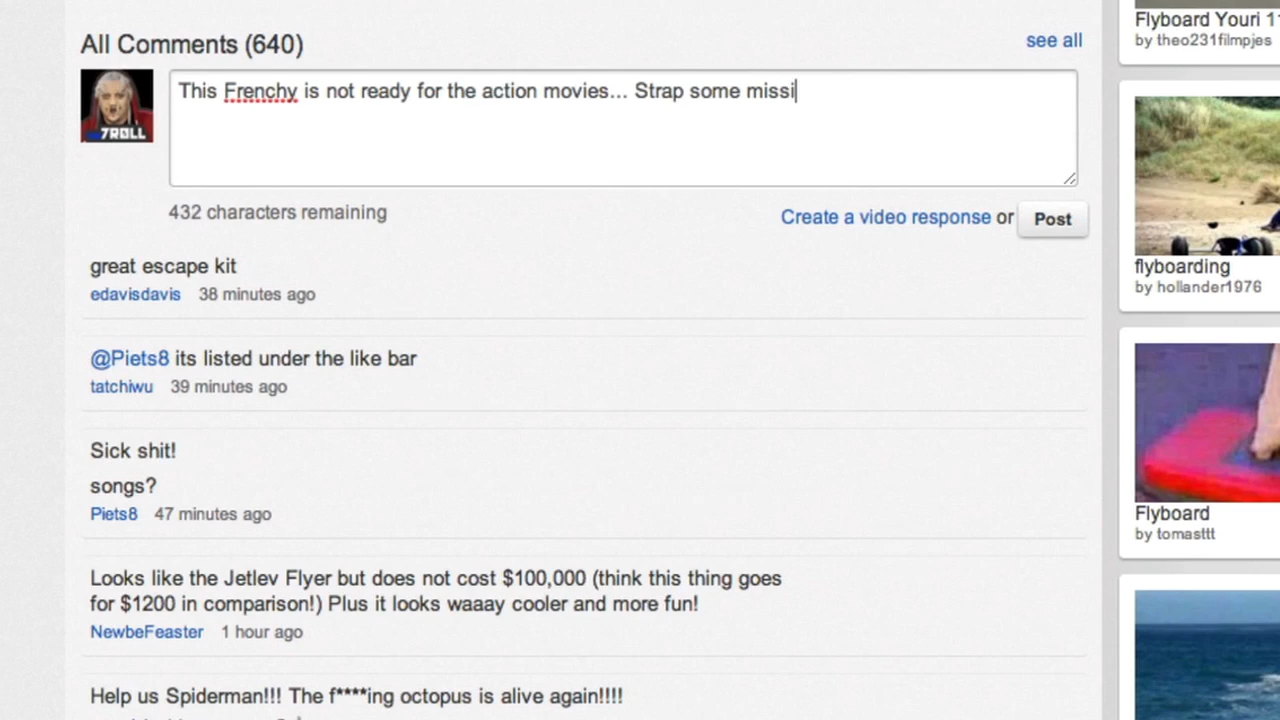 All Comments (640)
see all
7ROLL
This Frenchy is not ready for the action movies... Strap some missi
432 characters remaining
Create a video response or Post
great escape kit
edavisdavis 38 minutes ago
@Piets8 its listed under the like bar
tatchiwu 39 minutes ago
Sick shit!
songs?
Piets8 47 minutes ago
Looks like the Jetlev Flyer but does not cost $100,000 (think this thing goes
for $1200 in comparison!) Plus it looks waaay cooler and more fun!
NewbeFeaster 1 hour ago
Help us Spiderman!!! The f****ing octopus is alive again!!!!
Flyboard Youri
by theo231filmpjes
flyboarding
by hollander1976
Flyboard
by tomasttt